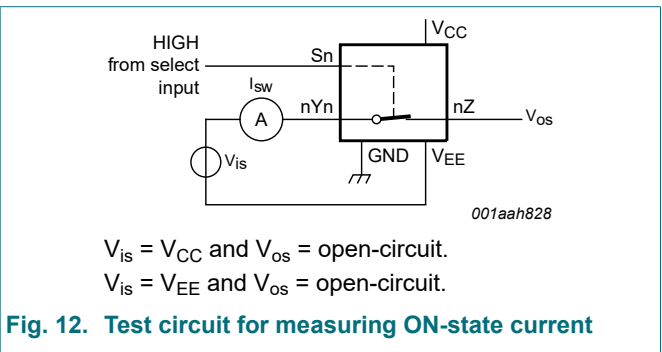 HIGH
from select
input
Sn
V_CC
I_sw
A
nYn
nZ
V_os
V_is
GND
V_EE
001aah828
V_is = V_CC and V_os = open-circuit.
V_is = V_EE and V_os = open-circuit.
Fig. 12. Test circuit for measuring ON-state current